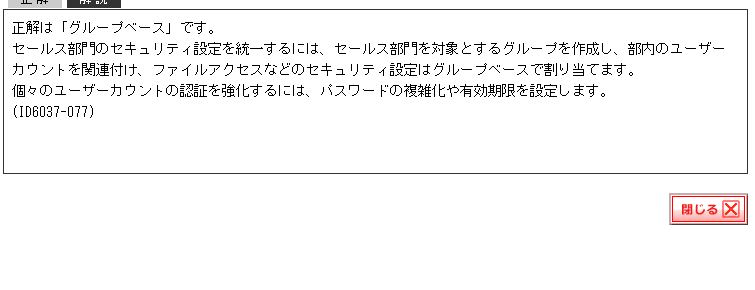 正解 解説
正解は「グループベース」です。
セールス部門のセキュリティ設定を統一するには、セールス部門を対象とするグループを作成し、部内のユーザー
カウントを関連付け、ファイルアクセスなどのセキュリティ設定はグループベースで割り当てます。
個々のユーザーカウントの認証を強化するには、パスワードの複雑化や有効期限を設定します。
(ID6037-077)
閉じる